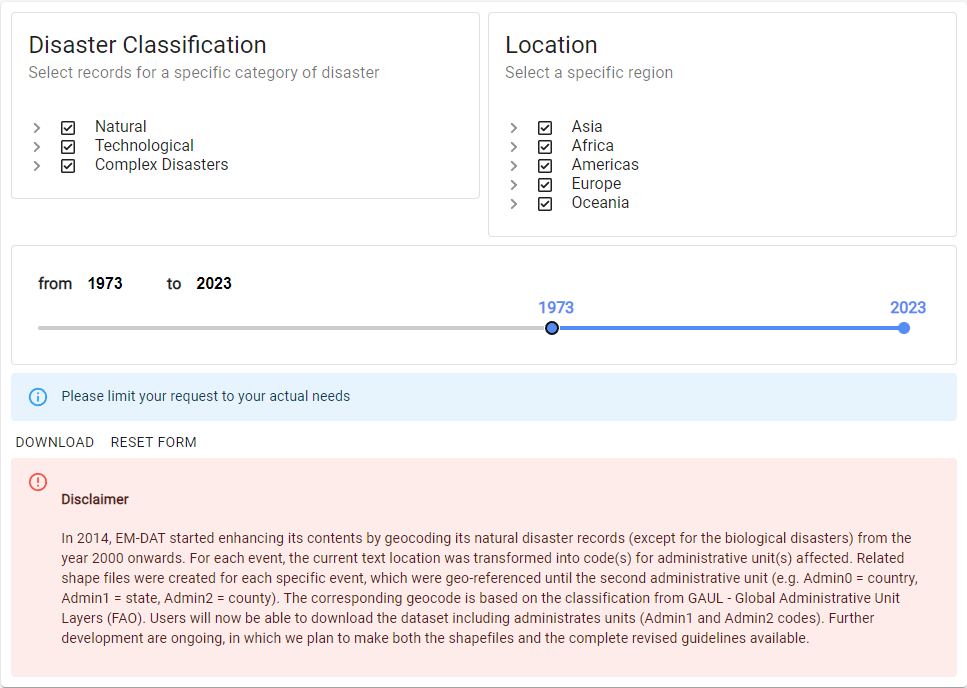 Disaster Classification
Select records for a specific category of disaster
Natural
Technological
Complex Disasters
Location
Select a specific region
Asia
Africa
Americas
Europe
Oceania
from 1973 to 2023
1973 2023
Please limit your request to your actual needs
DOWNLOAD RESET FORM
Disclaimer
In 2014, EM-DAT started enhancing its contents by geocoding its natural disaster records (except for the biological disasters) from the
year 2000 onwards. For each event, the current text location was transformed into code(s) for administrative unit(s) affected. Related
shape files were created for each specific event, which were geo-referenced until the second administrative unit (e.g. Admin0 = country,
Admin1 = state, Admin2 = county). The corresponding geocode is based on the classification from GAUL - Global Administrative Unit
Layers (FAO). Users will now be able to download the dataset including administrates units (Admin1 and Admin2 codes). Further
development are ongoing, in which we plan to make both the shapefiles and the complete revised guidelines available.